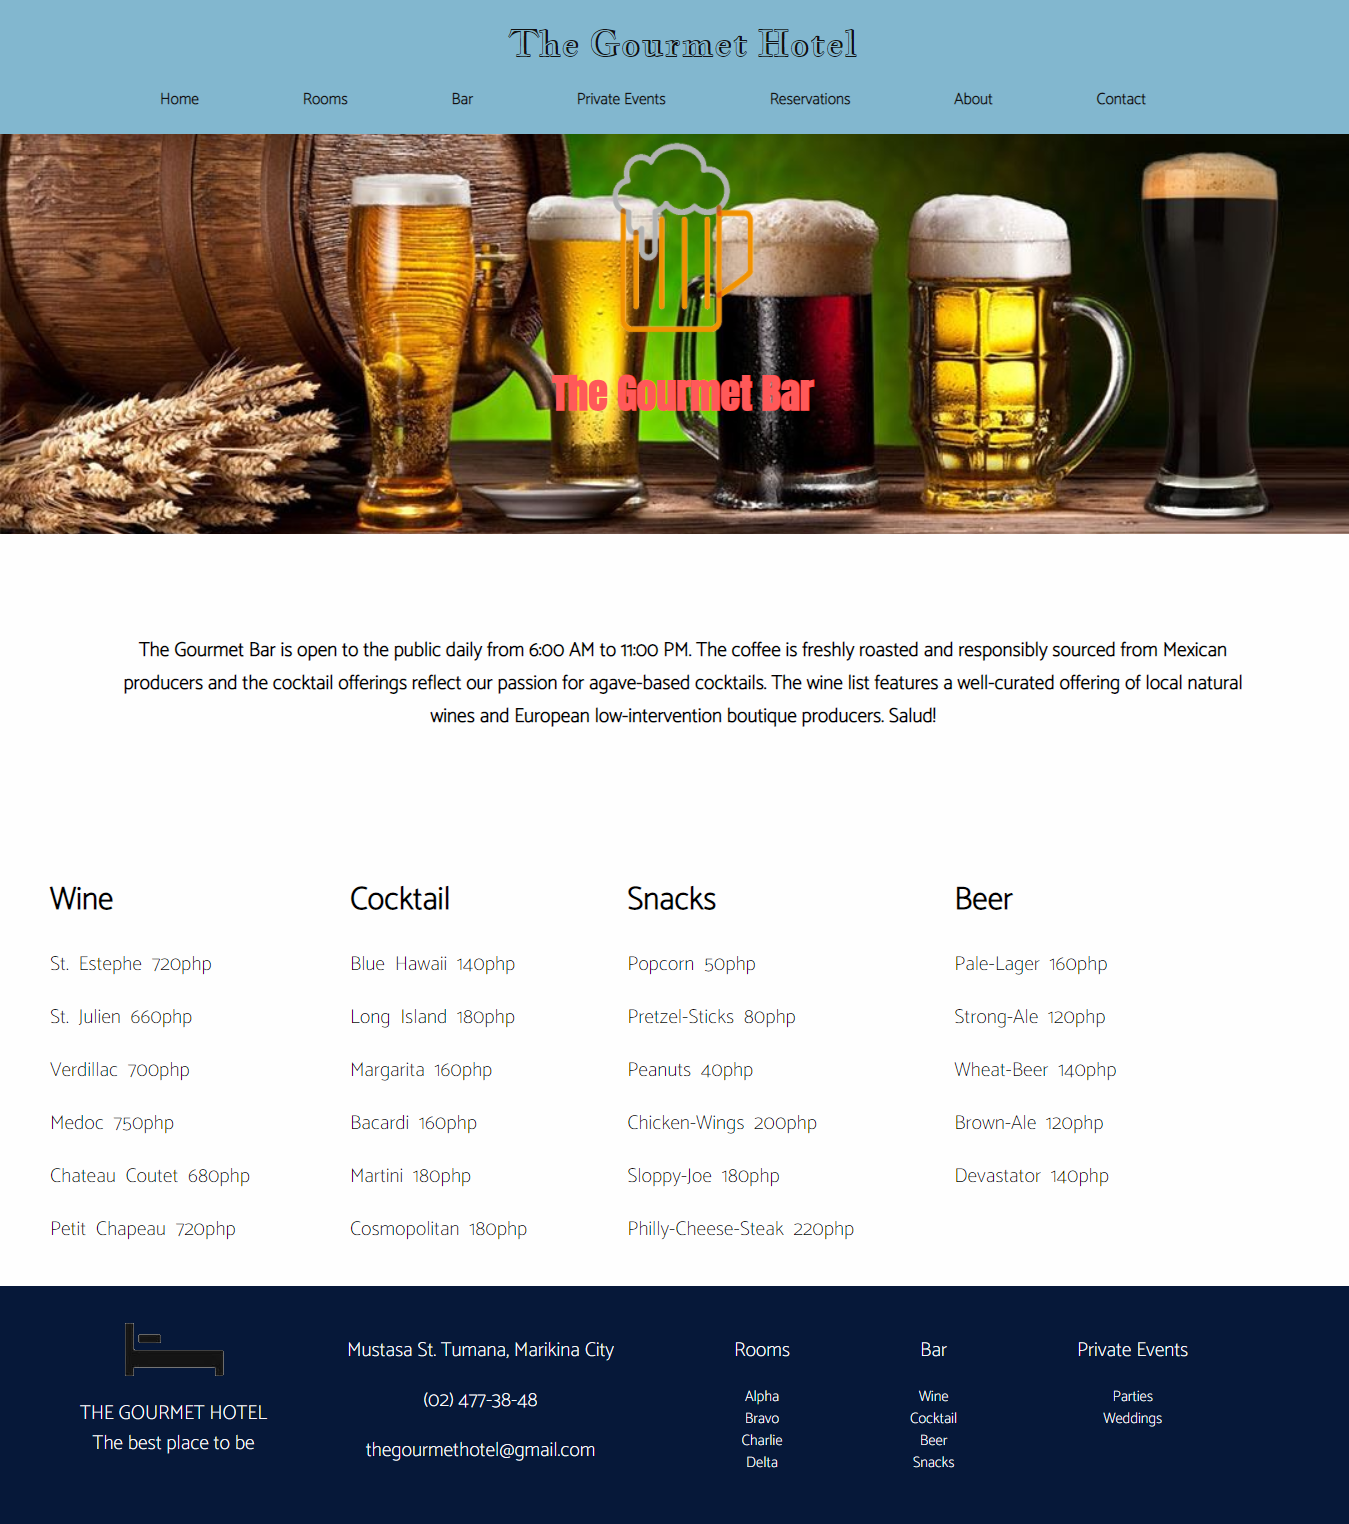 The Gourmet Hotel
Home Rooms Bar Private Events Reservations About Contact
The Gourmet Bar
The Gourmet Bar is open to the public daily from 6:00 AM to 11:00 PM. The coffee is freshly roasted and responsibly sourced from Mexican
producers and the cocktail offerings reflect our passion for agave-based cocktails. The wine list features a well-curated offering of local natural
wines and European low-intervention boutique producers. Salud!
Wine
St. Estephe 720php
St. Julien 660php
Verdillac 700php
Medoc 750php
Chateau Coutet 680php
Petit Chapeau 720php
Cocktail
Blue Hawaii 140php
Long Island 180php
Margarita 160php
Bacardi 160php
Martini 180php
Cosmopolitan 180php
Snacks
Popcorn 50php
Pretzel-Sticks 80php
Peanuts 40php
Chicken-Wings 200php
Sloppy-Joe 180php
Philly-Cheese-Steak 220php
Beer
Pale-Lager 160php
Strong-Ale 120php
Wheat-Beer 140php
Brown-Ale 120php
Devastator 140php
THE GOURMET HOTEL
The best place to be
Mustasa St. Tumana, Marikina City
(02) 477-38-48
thegourmethotel@gmail.com
Rooms
Alpha
Bravo
Charlie
Delta
Bar
Wine
Cocktail
Beer
Snacks
Private Events
Parties
Weddings